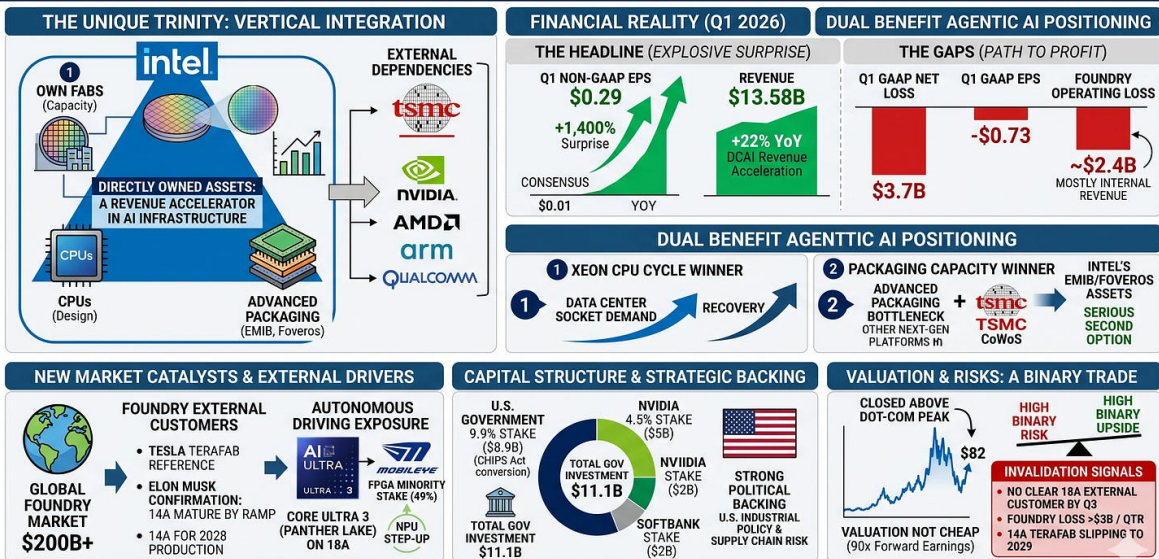 THE UNIQUE TRINITY: VERTICAL INTEGRATION
intel
1
OWN FABS
(Capacity)
DIRECTLY OWNED ASSETS:
A REVENUE ACCELERATOR
IN AI INFRASTRUCTURE
CPUs
CPUs
(Design)
ADVANCED
PACKAGING
(EMIB, Foveros)
EXTERNAL
DEPENDENCIES
tsmc
NVIDIA
AMD
arm
QUALCOMM
FINANCIAL REALITY (Q1 2026)
THE HEADLINE (EXPLOSIVE SURPRISE)
Q1 NON-GAAP EPS
$0.29
+1,400%
Surprise
CONSENSUS
$0.01
YOY
REVENUE
$13.58B
+22% YoY
DCAI Revenue
Acceleration
DUAL BENEFIT AGENTIC AI POSITIONING
THE GAPS (PATH TO PROFIT)
Q1 GAAP NET
LOSS
$3.7B
Q1 GAAP EPS
-$0.73
FOUNDRY
OPERATING LOSS
~$2.4B
MOSTLY INTERNAL
REVENUE
DUAL BENEFIT AGENTTIC AI POSITIONING
1 XEON CPU CYCLE WINNER
1
DATA CENTER
SOCKET DEMAND
RECOVERY
2 PACKAGING CAPACITY WINNER
2
ADVANCED
PACKAGING
BOTTLENECK
OTHER NEXT-GEN
PLATFORMS
+
tsmc
TSMC
CoWoS
INTEL'S
EMIB/FOVEROS
ASSETS
SERIOUS
SECOND
OPTION
NEW MARKET CATALYSTS & EXTERNAL DRIVERS
GLOBAL
FOUNDRY
MARKET
$200B+
FOUNDRY EXTERNAL
CUSTOMERS
• TESLA TERAFAB
REFERENCE
• ELON MUSK
CONFIRMATION:
14A MATURE BY RAMP
• 14A FOR 2028
PRODUCTION
AUTONOMOUS
DRIVING EXPOSURE
AI
ULTRA
ULTRA 3
CORE ULTRA 3
(PANTHER LAKE)
ON 18A
MOBILEYE
FPGA MINORITY
STAKE (49%)
NPU
STEP-UP
CAPITAL STRUCTURE & STRATEGIC BACKING
U.S.
GOVERNMENT
9.9% STAKE
($8.9B)
(CHIPS Act
conversion)
TOTAL GOV
INVESTMENT
$11.1B
TOTAL GOV
INVESTMENT
$11.1B
NVIDIA
4.5% STAKE
($5B)
NVIIDIA
STAKE
($2B)
SOFTBANK
STAKE
($2B)
STRONG
POLITICAL
BACKING
U.S. INDUSTRIAL
POLICY &
SUPPLY CHAIN RISK
VALUATION & RISKS: A BINARY TRADE
CLOSED ABOVE
DOT-COM PEAK
$82
VALUATION NOT CHEAP
(90x Forward Earnings)
HIGH
BINARY
RISK
HIGH
BINARY
UPSIDE
INVALIDATION SIGNALS
• NO CLEAR 18A EXTERNAL
CUSTOMER BY Q3
• FOUNDRY LOSS >$3B / QTR
• 14A TERAFAB SLIPPING TO
2029